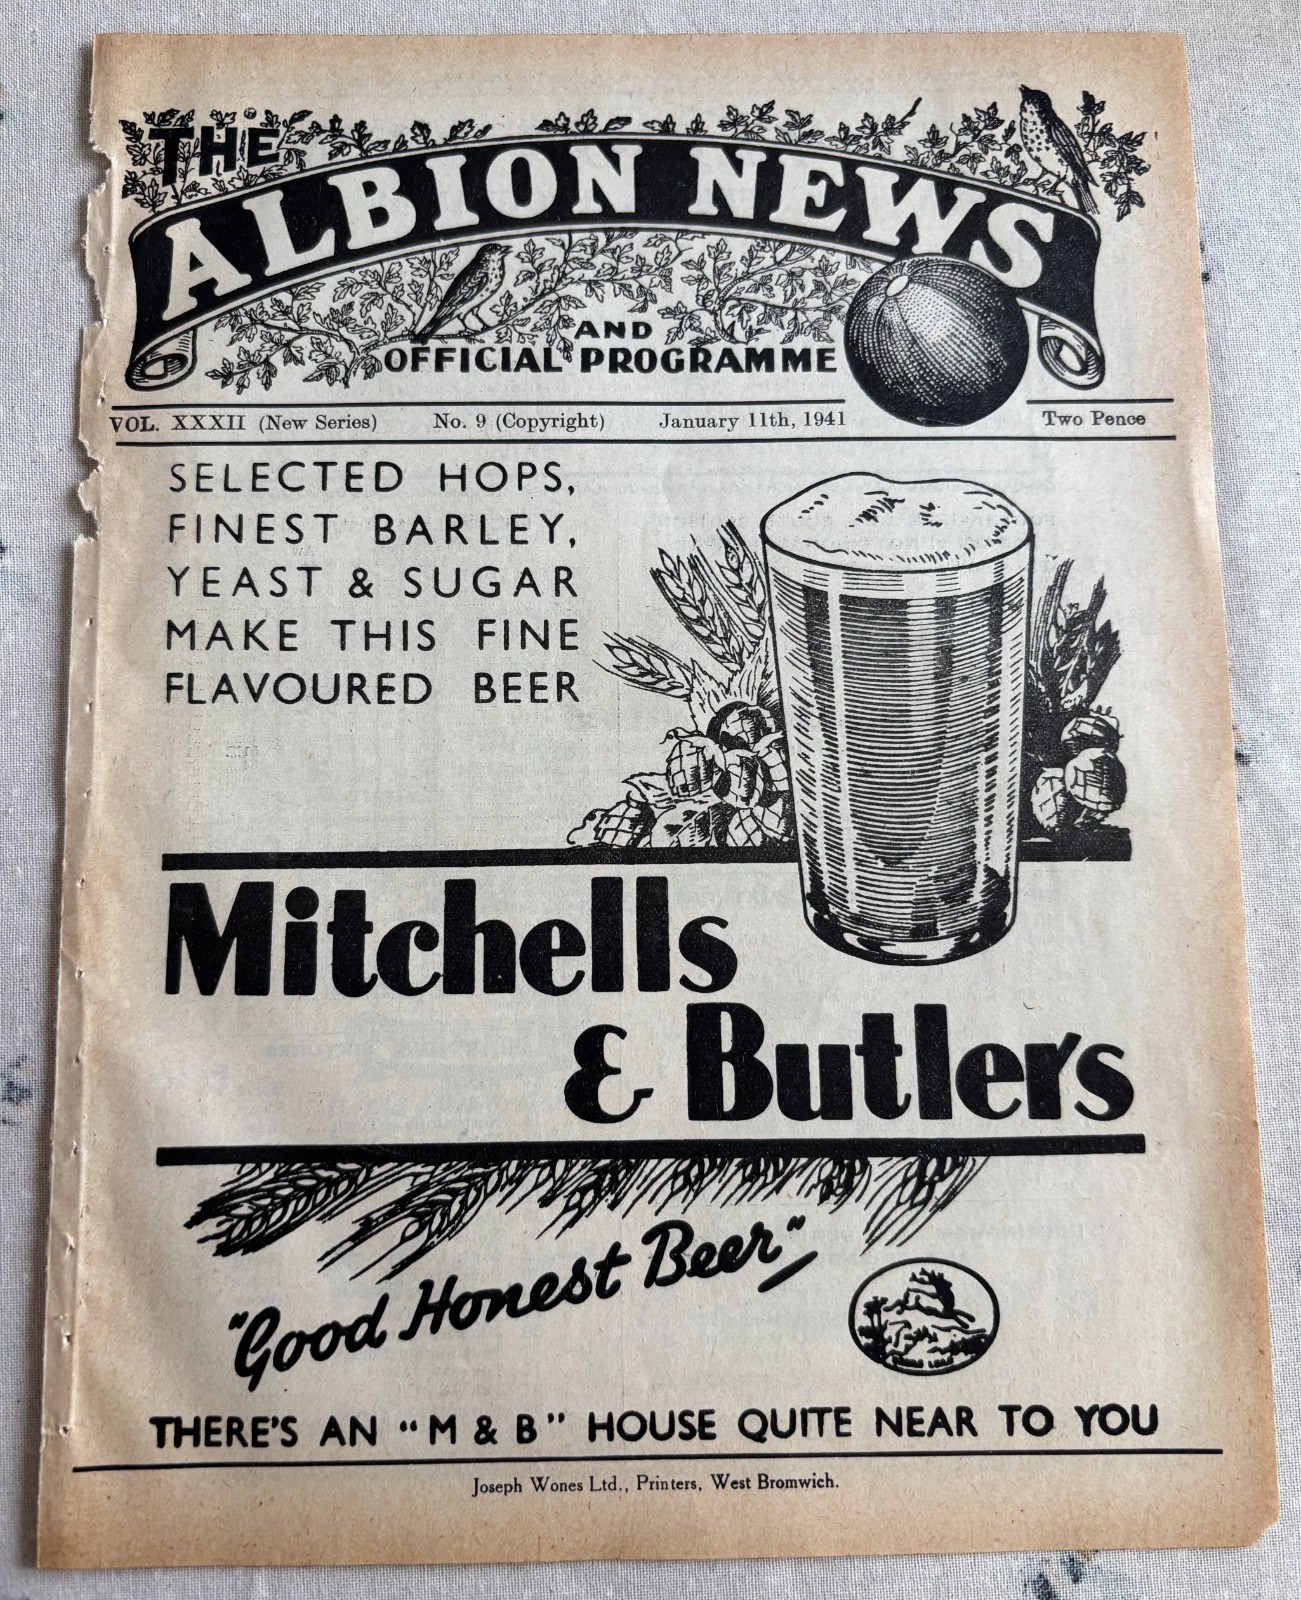 THE
ALBION NEWS
AND
OFFICIAL PROGRAMME
VOL. XXXII (New Series) No. 9 (Copyright) January 11th, 1941 Two Pence
SELECTED HOPS,
FINEST BARLEY,
YEAST & SUGAR
MAKE THIS FINE
FLAVOURED BEER
Mitchells
& Butlers
"Good Honest Beer"
THERE'S AN "M & B" HOUSE QUITE NEAR TO YOU
Joseph Wones Ltd., Printers, West Bromwich.